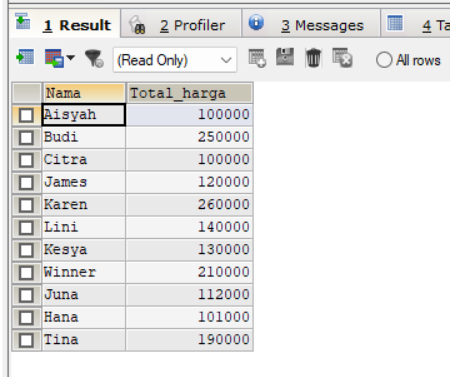 1 Result 2 Profiler 3 Messages 4 Ta
(Read Only) All rows
Nama Total_harga
Aisyah 100000
Budi 250000
Citra 100000
James 120000
Karen 260000
Lini 140000
Kesya 130000
Winner 210000
Juna 112000
Hana 101000
Tina 190000